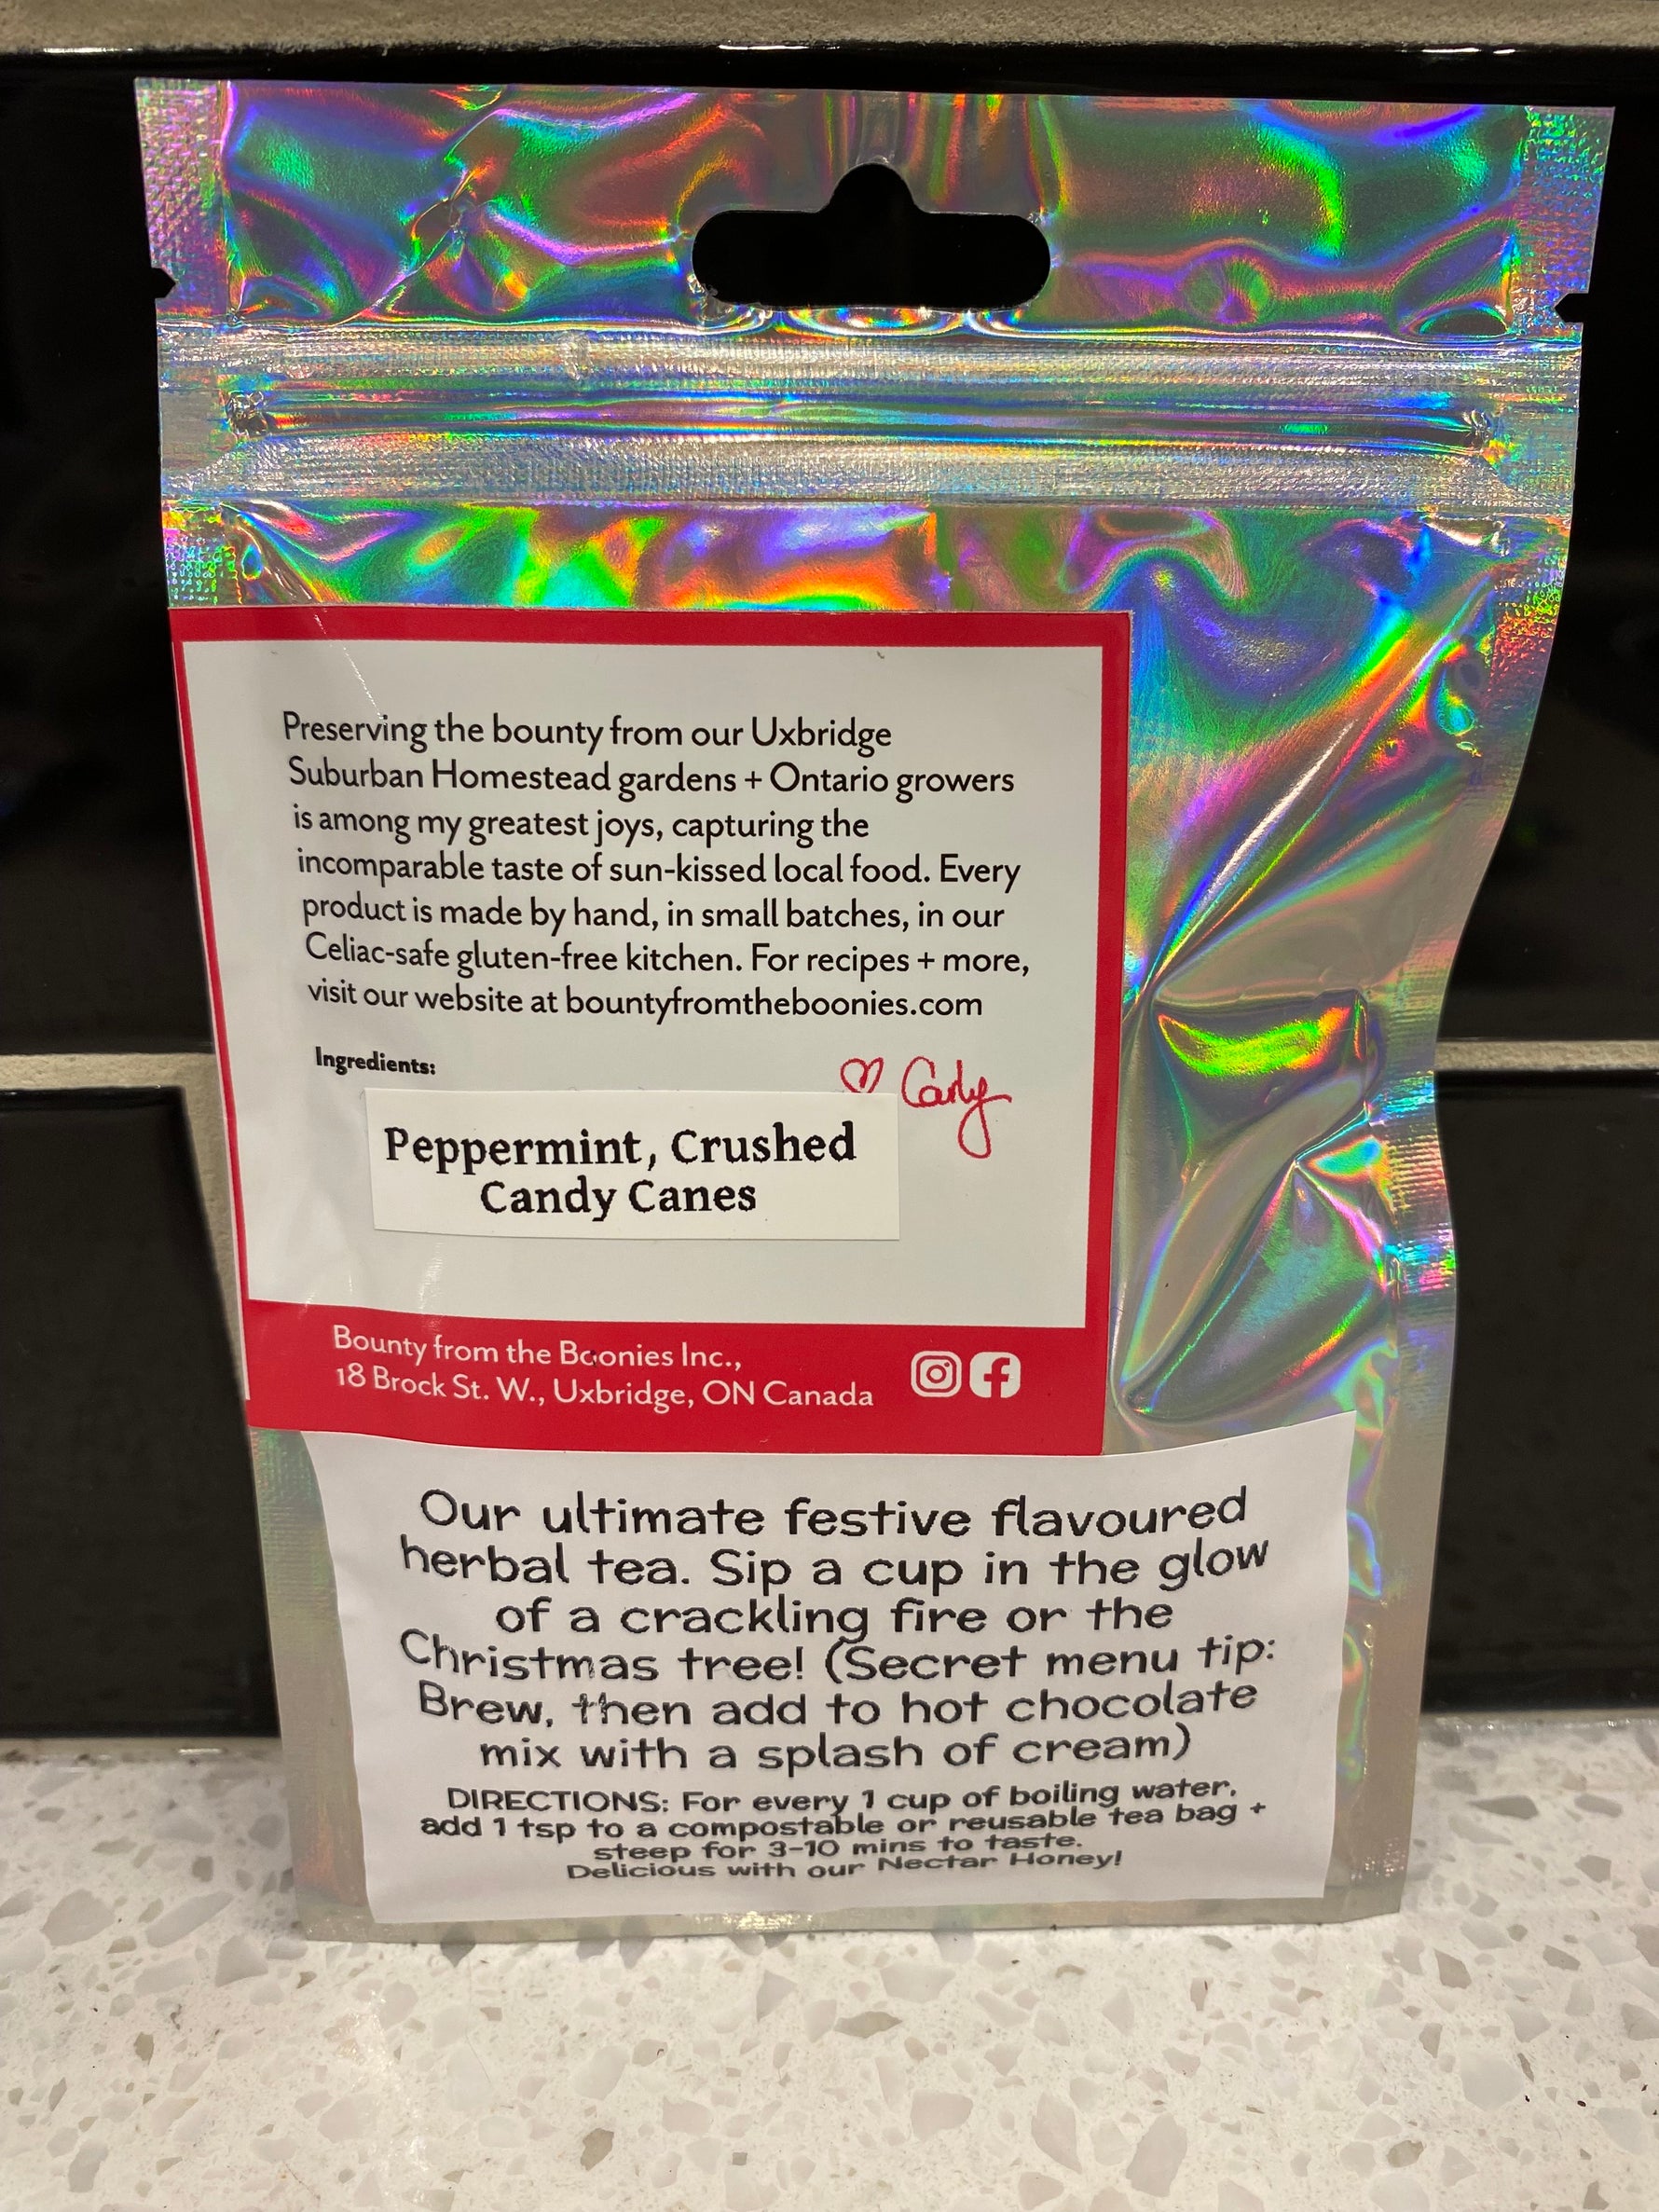 Preserving the bounty from our Uxbridge
Suburban Homestead gardens + Ontario growers
is among my greatest joys, capturing the
incomparable taste of sun-kissed local food. Every
product is made by hand, in small batches, in our
Celiac-safe gluten-free kitchen. For recipes + more,
visit our website at bountyfromtheboonies.com
Ingredients:
♡ Carly
Peppermint, Crushed
Candy Canes
Bounty from the Boonies Inc.,
18 Brock St. W., Uxbridge, ON Canada
Our ultimate festive flavoured
herbal tea. Sip a cup in the glow
of a crackling fire or the
Christmas tree! (Secret menu tip:
Brew, then add to hot chocolate
mix with a splash of cream)
DIRECTIONS: For every 1 cup of boiling water,
add 1 tsp to a compostable or reusable tea bag +
steep for 3-10 mins to taste.
Delicious with our Nectar Honey!